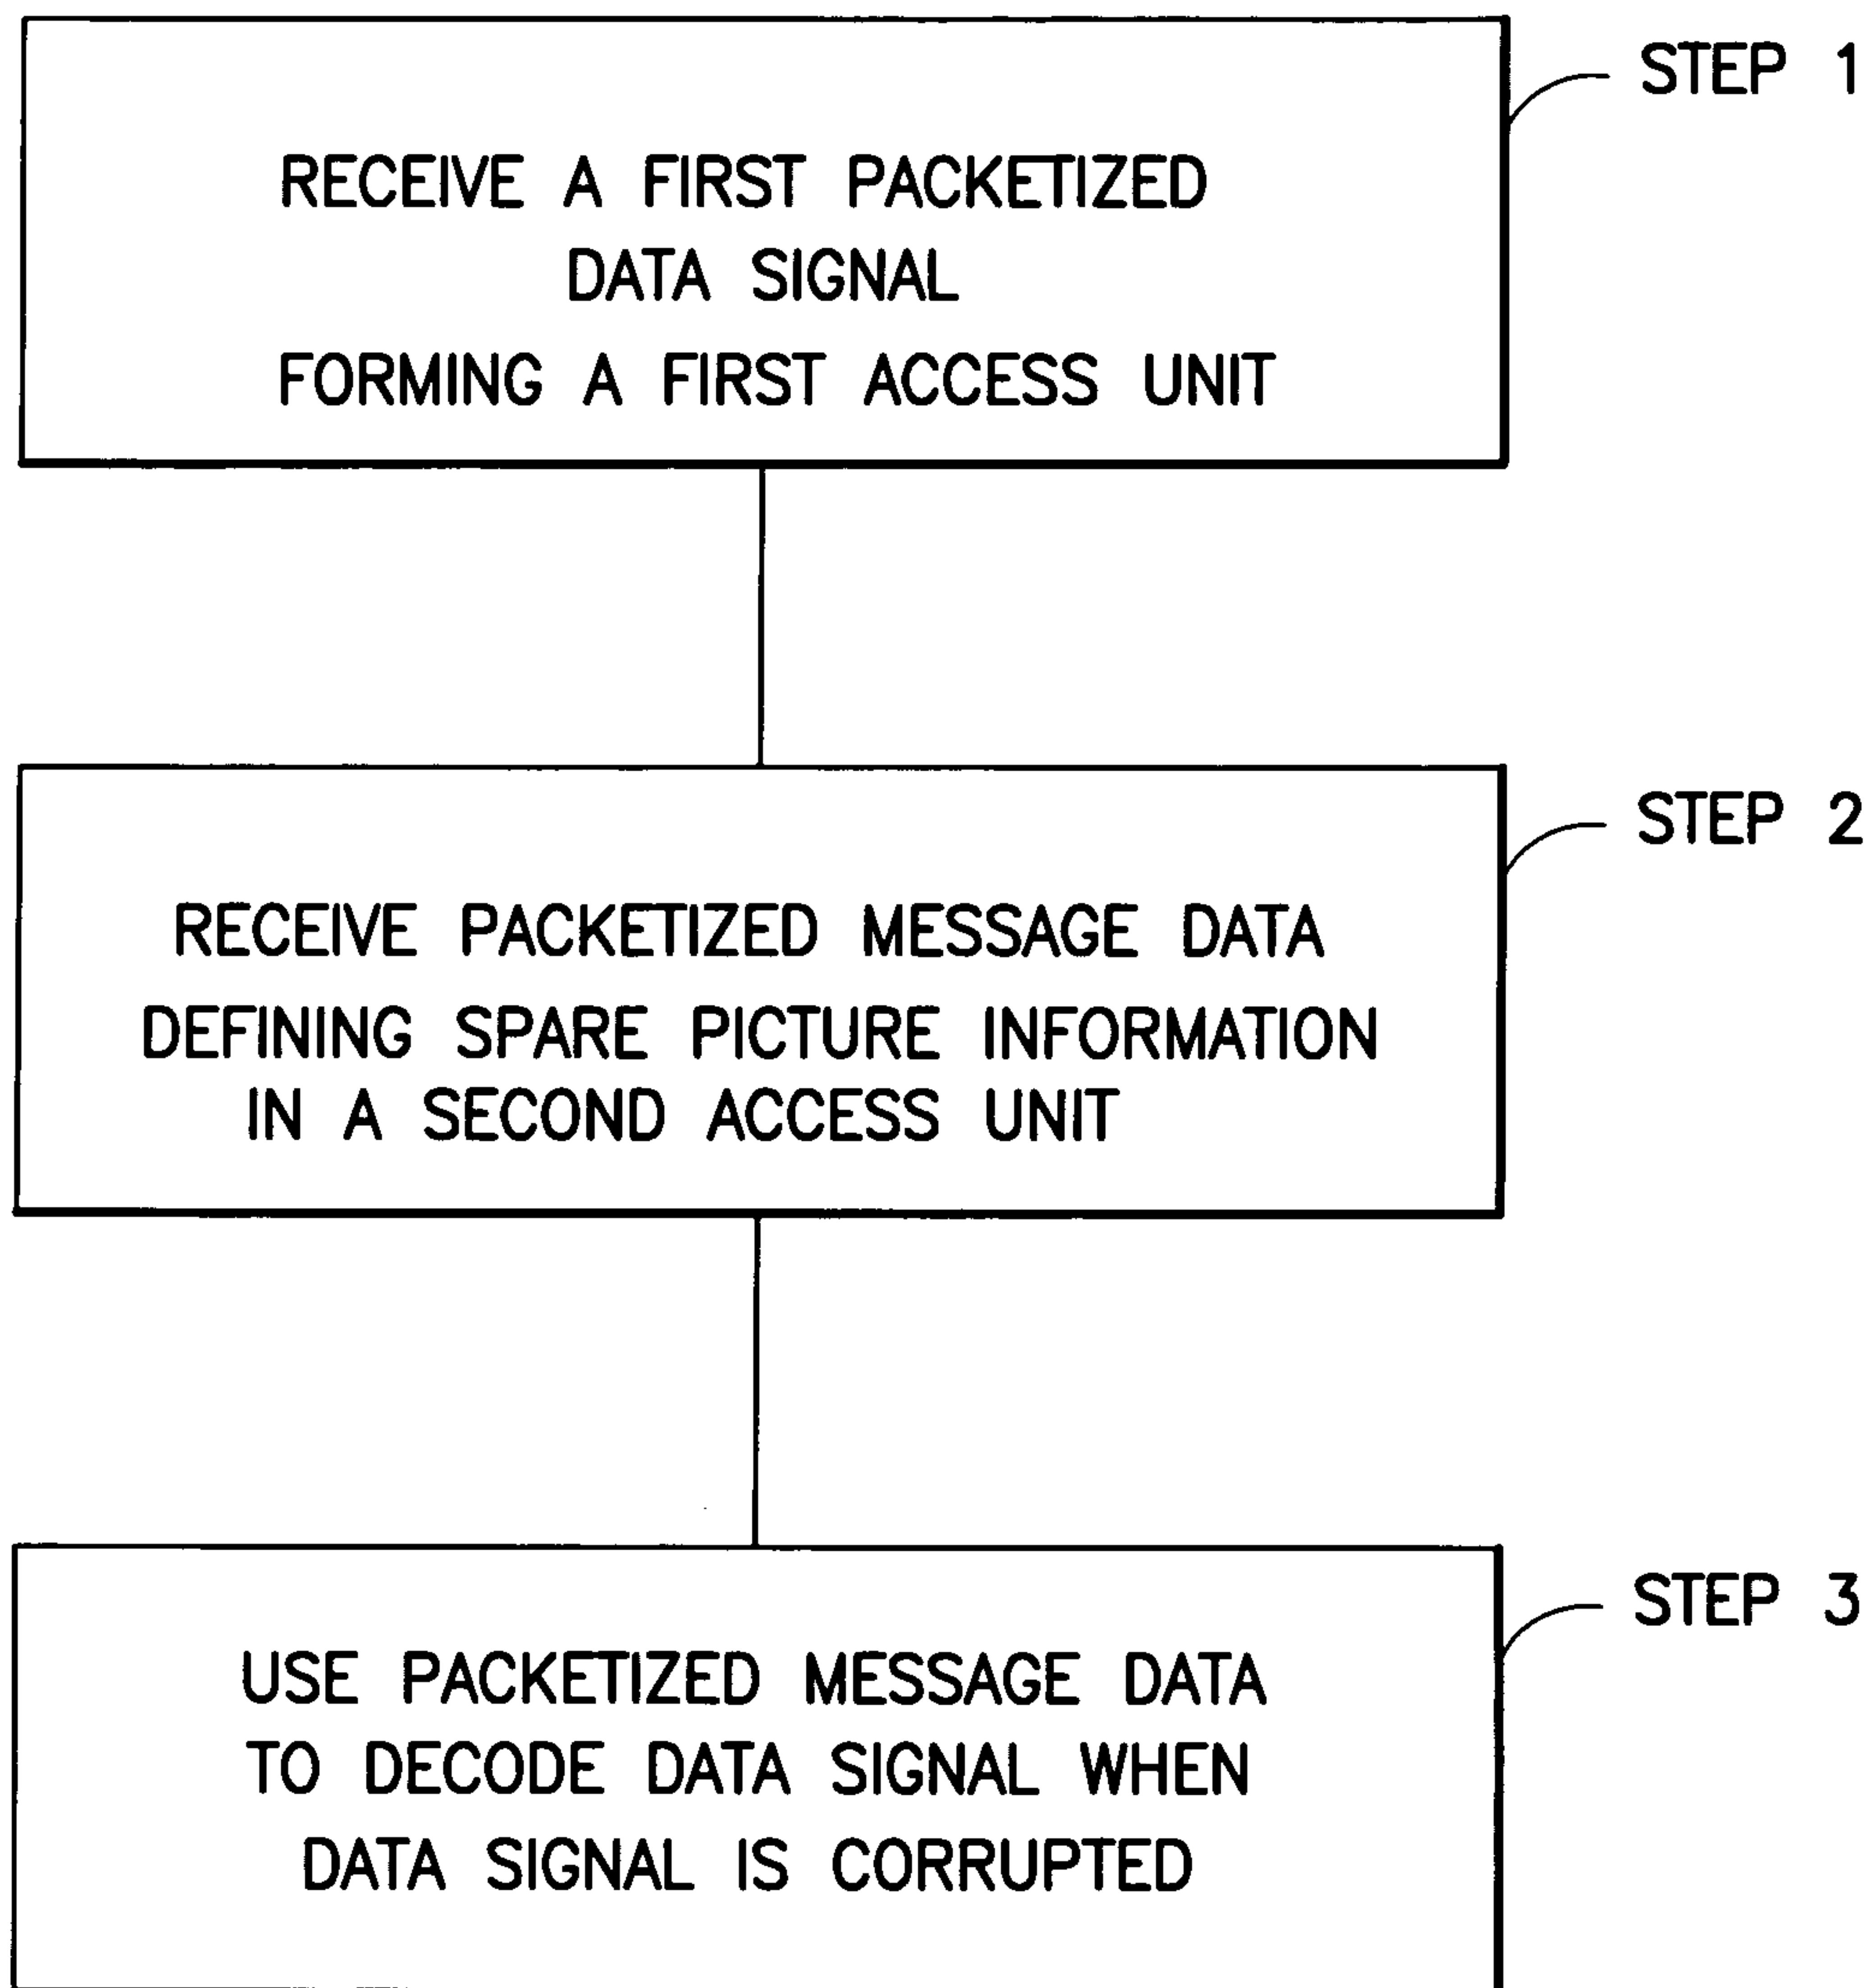 STEP 1
RECEIVE A FIRST PACKETIZED
DATA SIGNAL
FORMING A FIRST ACCESS UNIT
STEP 2
RECEIVE PACKETIZED MESSAGE DATA
DEFINING SPARE PICTURE INFORMATION
IN A SECOND ACCESS UNIT
STEP 3
USE PACKETIZED MESSAGE DATA
TO DECODE DATA SIGNAL WHEN
DATA SIGNAL IS CORRUPTED